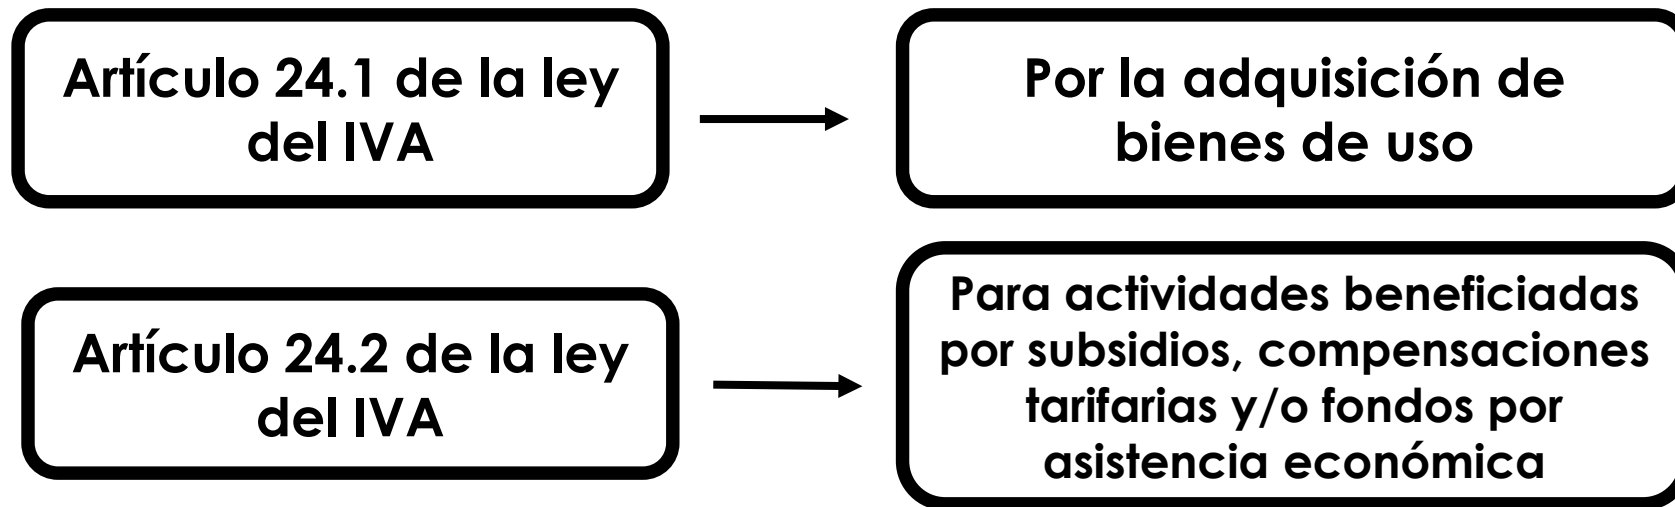 Artículo 24.1 de la ley
del IVA
Por la adquisición de
bienes de uso
Artículo 24.2 de la ley
del IVA
Para actividades beneficiadas
por subsidios, compensaciones
tarifarias y/o fondos por
asistencia económica